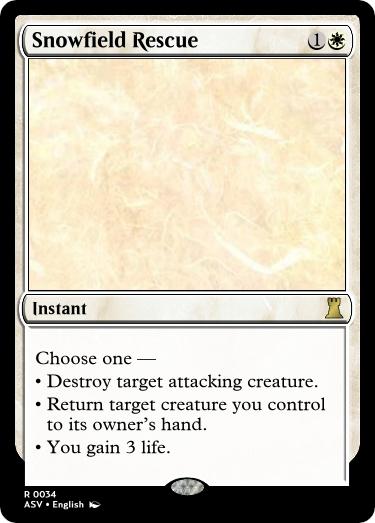 Snowfield Rescue 1
Instant
Choose one —
• Destroy target attacking creature.
• Return target creature you control
to its owner's hand.
• You gain 3 life.
R 0034
ASV • English